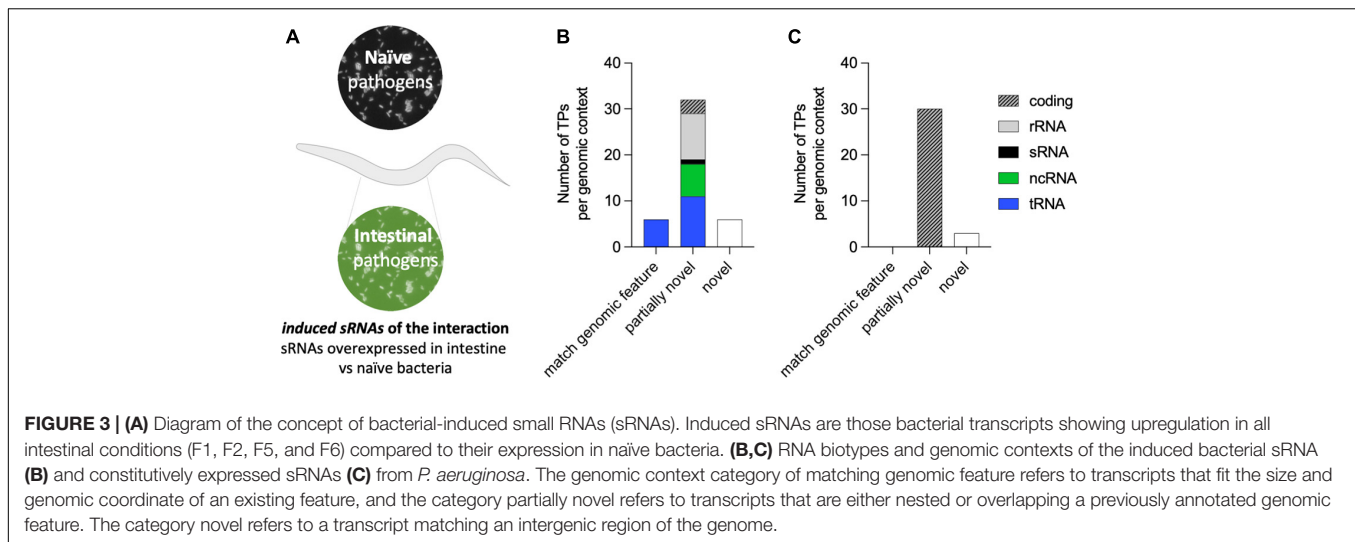 A
Naïve
pathogens
Intestinal
pathogens
induced sRNAs of the interaction
sRNAs overexpressed in intestine
vs naïve bacteria
B
Number of TPs
per genomic context
40
30
20
10
0
match genomic feature
partially novel
novel
C
Number of TPs
per genomic context
40
30
20
10
0
match genomic feature
partially novel
novel
coding
rRNA
sRNA
ncRNA
tRNA
FIGURE 3 | (A) Diagram of the concept of bacterial-induced small RNAs (sRNAs). Induced sRNAs are those bacterial transcripts showing upregulation in all
intestinal conditions (F1, F2, F5, and F6) compared to their expression in naïve bacteria. (B,C) RNA biotypes and genomic contexts of the induced bacterial sRNA
(B) and constitutively expressed sRNAs (C) from P. aeruginosa. The genomic context category of matching genomic feature refers to transcripts that fit the size and
genomic coordinate of an existing feature, and the category partially novel refers to transcripts that are either nested or overlapping a previously annotated genomic
feature. The category novel refers to a transcript matching an intergenic region of the genome.